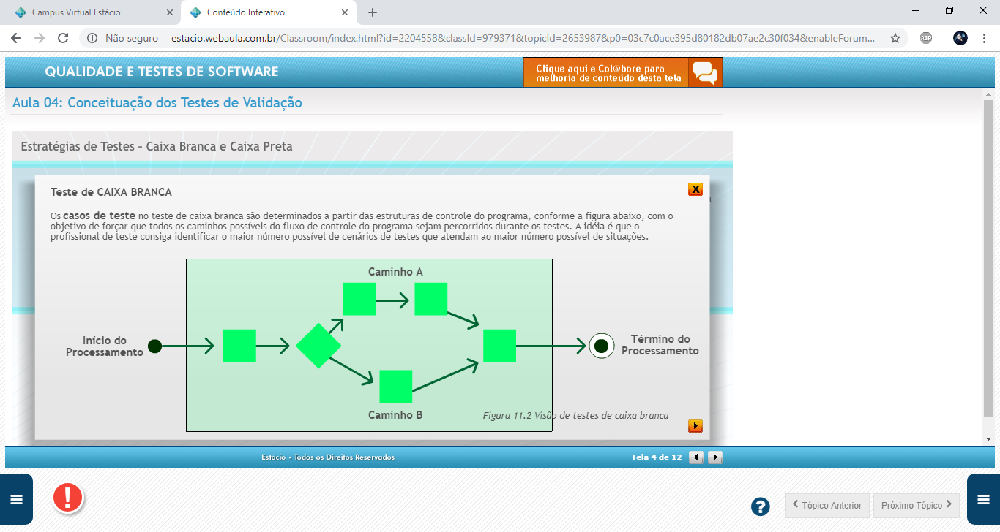 Campus Virtual Estácio
Conteúdo Interativo
Não seguro
estacio.webaula.com.br/Classroom/index.html?id=2204558&classId=979371&topicId=2653987&p0=03c7c0ace395d80182db07ae2c30f034&enableForum...
ABP
QUALIDADE E TESTES DE SOFTWARE
Clique aqui e Col@bore para
melhoria de conteúdo desta tela
Aula 04: Conceituação dos Testes de Validação
Estratégias de Testes – Caixa Branca e Caixa Preta
Teste de CAIXA BRANCA
X
Os casos de teste no teste de caixa branca são determinados a partir das estruturas de controle do programa, conforme a figura abaixo, com o
objetivo de forçar que todos os caminhos possíveis do fluxo de controle do programa sejam percorridos durante os testes. A idéia é que o
profissional de teste consiga identificar o maior número possível de cenários de testes que atendam ao maior número possível de situações.
Caminho A
Início do
Processamento
Término do
Processamento
Caminho B
Figura 11.2 Visão de testes de caixa branca
Estácio - Todos os Direitos Reservados
Tela 4 de 12
!
?
Tópico Anterior
Próximo Tópico